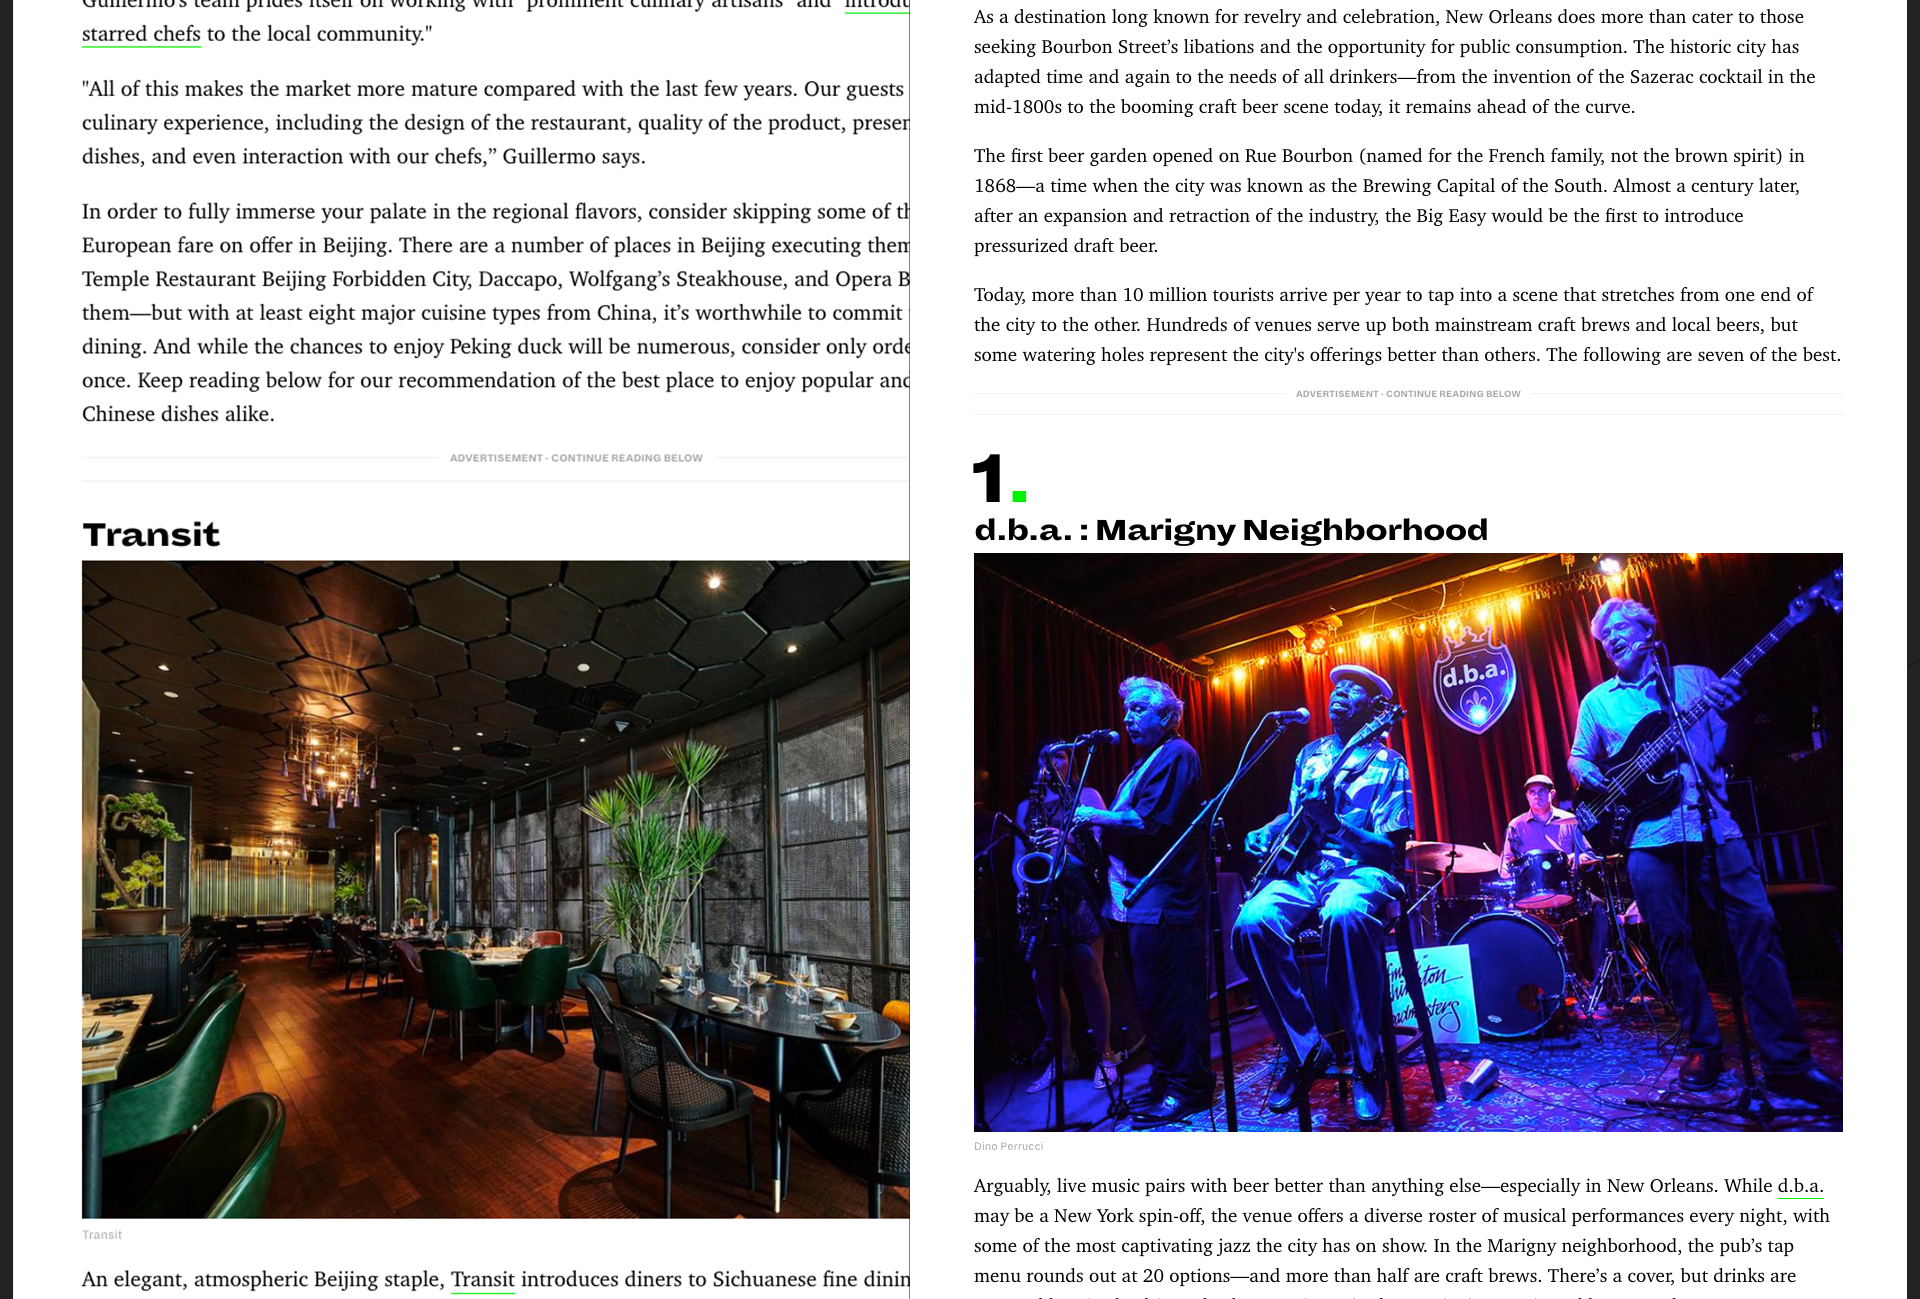 Guillermo's team prides itself on working with "prominent culinary artisans" and
starred chefs to the local community."
"All of this makes the market more mature compared with the last few years. Our guests
culinary experience, including the design of the restaurant, quality of the product,
dishes, and even interaction with our chefs,” Guillermo says.
In order to fully immerse your palate in the regional flavors, consider skipping some of
European fare on offer in Beijing. There are a number of places in Beijing executing
Temple Restaurant Beijing Forbidden City, Daccapo, Wolfgang’s Steakhouse, and Opera
them—but with at least eight major cuisine types from China, it’s worthwhile to commit
dining. And while the chances to enjoy Peking duck will be numerous, consider only
once. Keep reading below for our recommendation of the best place to enjoy popular and
Chinese dishes alike.
ADVERTISEMENT - CONTINUE READING BELOW
Transit
Transit
An elegant, atmospheric Beijing staple, Transit introduces diners to Sichuanese fine
As a destination long known for revelry and celebration, New Orleans does more than cater to those
seeking Bourbon Street’s libations and the opportunity for public consumption. The historic city has
adapted time and again to the needs of all drinkers—from the invention of the Sazerac cocktail in the
mid-1800s to the booming craft beer scene today, it remains ahead of the curve.
The first beer garden opened on Rue Bourbon (named for the French family, not the brown spirit) in
1868—a time when the city was known as the Brewing Capital of the South. Almost a century later,
after an expansion and retraction of the industry, the Big Easy would be the first to introduce
pressurized draft beer.
Today, more than 10 million tourists arrive per year to tap into a scene that stretches from one end of
the city to the other. Hundreds of venues serve up both mainstream craft brews and local beers, but
some watering holes represent the city's offerings better than others. The following are seven of the best.
ADVERTISEMENT - CONTINUE READING BELOW
1.
d.b.a. : Marigny Neighborhood
d.b.a.
Dino Perrucci
Arguably, live music pairs with beer better than anything else—especially in New Orleans. While d.b.a.
may be a New York spin-off, the venue offers a diverse roster of musical performances every night, with
some of the most captivating jazz the city has on show. In the Marigny neighborhood, the pub’s tap
menu rounds out at 20 options—and more than half are craft brews. There’s a cover, but drinks are